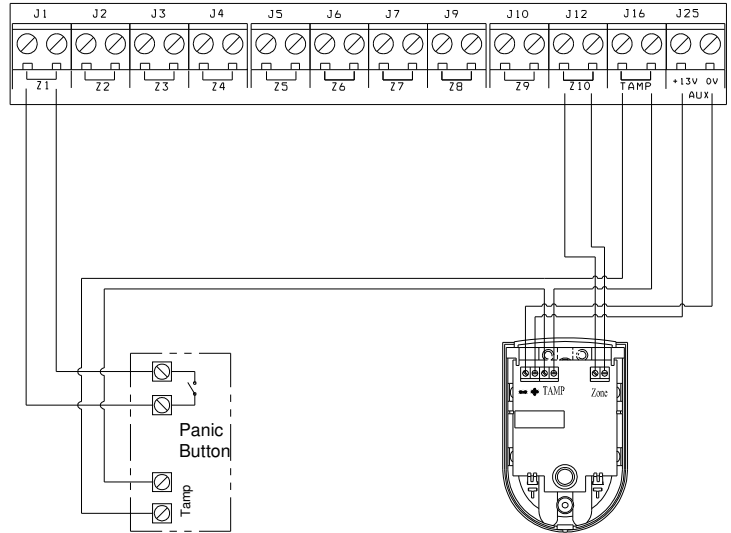 J1 J2 J3 J4 J5 J6 J7 J9 J10 J12 J16 J25
Z1 Z2 Z3 Z4 Z5 Z6 Z7 Z8 Z9 Z10 TAMP +13V 0V
AUX
TAMP Zone
Panic
Button
Tamp